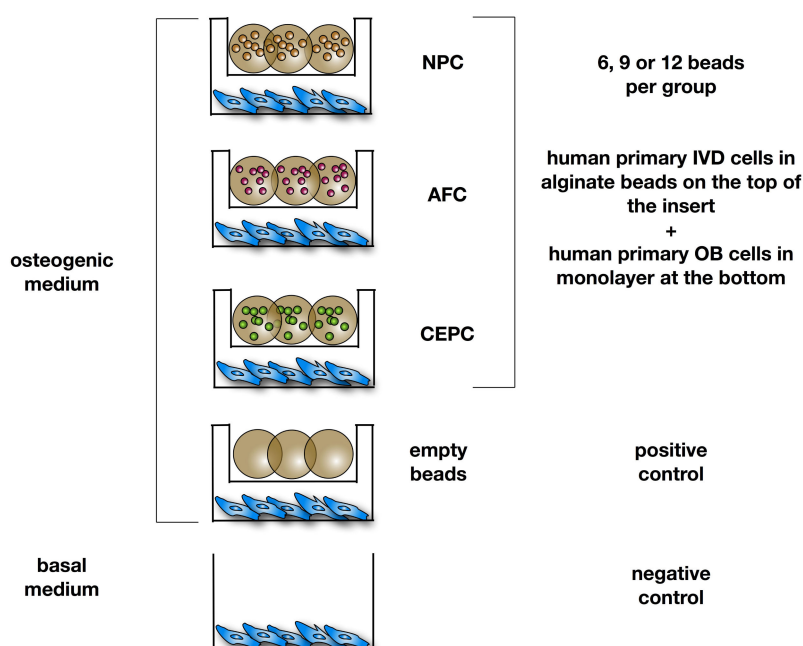 NPC
6, 9 or 12 beads
per group
human primary IVD cells in
alginate beads on the top of
the insert
+
human primary OB cells in
monolayer at the bottom
AFC
osteogenic
medium
CEPC
empty
beads
positive
control
basal
medium
negative
control